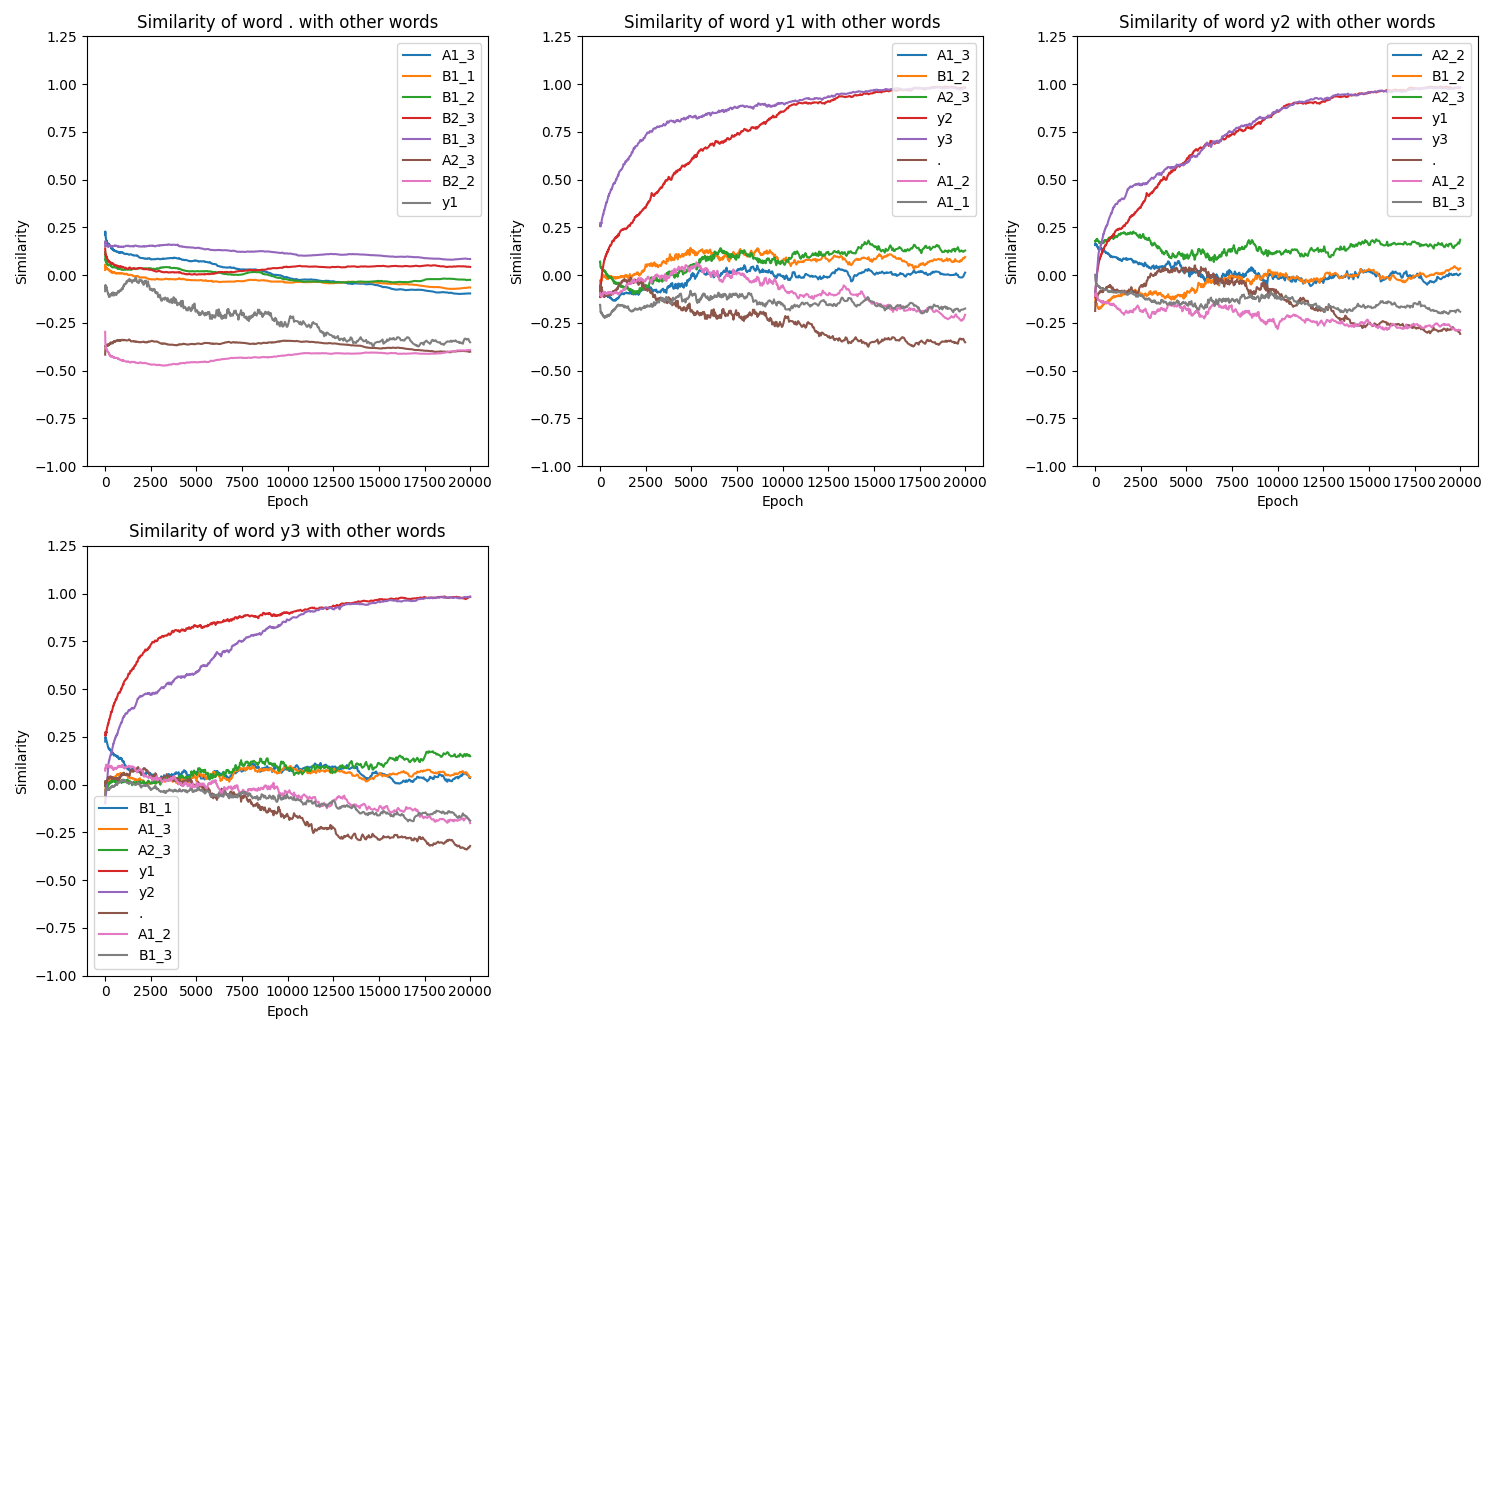 Similarity of word . with other words
1.25
1.00
0.75
0.50
0.25
0.00
−0.25
−0.50
−0.75
−1.00
Similarity
0 2500 5000 7500 10000 12500 15000 17500 20000
Epoch
A1_3
B1_1
B1_2
B2_3
B1_3
A2_3
B2_2
y1
Similarity of word y1 with other words
1.25
1.00
0.75
0.50
0.25
0.00
−0.25
−0.50
−0.75
−1.00
Similarity
0 2500 5000 7500 10000 12500 15000 17500 20000
Epoch
A1_3
B1_2
A2_3
y2
y3
.
A1_2
A1_1
Similarity of word y2 with other words
1.25
1.00
0.75
0.50
0.25
0.00
−0.25
−0.50
−0.75
−1.00
Similarity
0 2500 5000 7500 10000 12500 15000 17500 20000
Epoch
A2_2
B1_2
A2_3
y1
y3
.
A1_2
B1_3
Similarity of word y3 with other words
1.25
1.00
0.75
0.50
0.25
0.00
−0.25
−0.50
−0.75
−1.00
Similarity
0 2500 5000 7500 10000 12500 15000 17500 20000
Epoch
B1_1
A1_3
A2_3
y1
y2
.
A1_2
B1_3